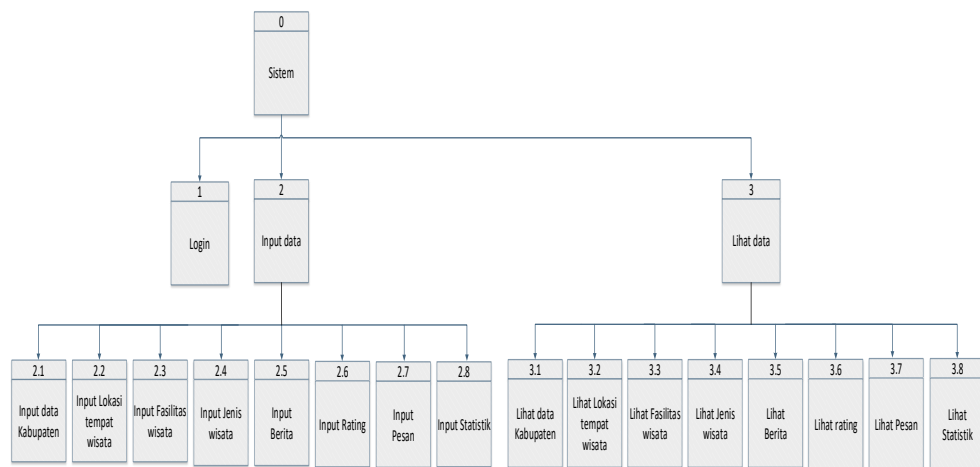 0
Sistem
1
Login
2
Input data
3
Lihat data
2.1
Input data
Kabupaten
2.2
Input Lokasi
tempat
wisata
2.3
Input Fasilitas
wisata
2.4
Input Jenis
wisata
2.5
Input
Berita
2.6
Input Rating
2.7
Input
Pesan
2.8
Input Statistik
3.1
Lihat data
Kabupaten
3.2
Lihat Lokasi
tempat
wisata
3.3
Lihat Fasilitas
wisata
3.4
Lihat Jenis
wisata
3.5
Lihat
Berita
3.6
Lihat rating
3.7
Lihat Pesan
3.8
Lihat
Statistik